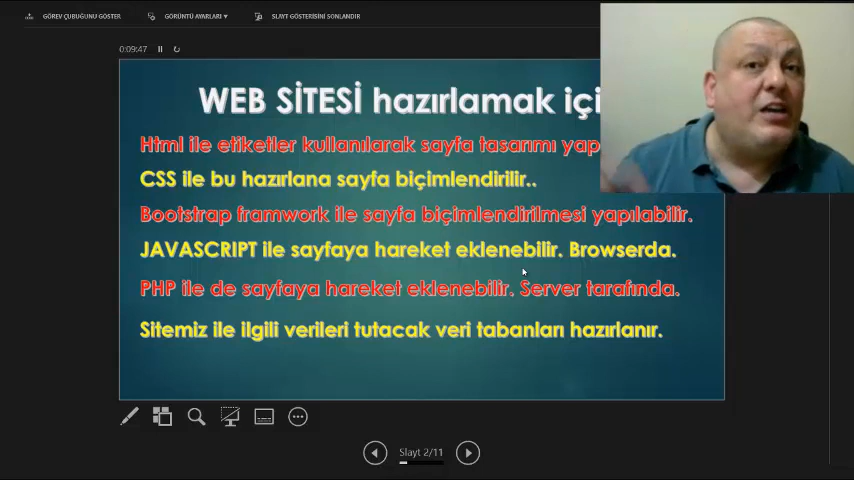 GÖREV ÇUBUĞUNU GÖSTER
GÖRÜNTÜ AYARLARI ▾
SLAYT GÖSTERİSİNİ SONLANDIR
0:09:47
WEB SİTESİ hazırlamak içi
Html ile etiketler kullanılarak sayfa tasarımı yap
CSS ile bu hazırlana sayfa biçimlendirilir..
Bootstrap framwork ile sayfa biçimlendirilmesi yapılabilir.
JAVASCRIPT ile sayfaya hareket eklenebilir. Browserda.
PHP ile de sayfaya hareket eklenebilir. Server tarafında.
Sitemiz ile ilgili verileri tutacak veri tabanları hazırlanır.
Slayt 2/11